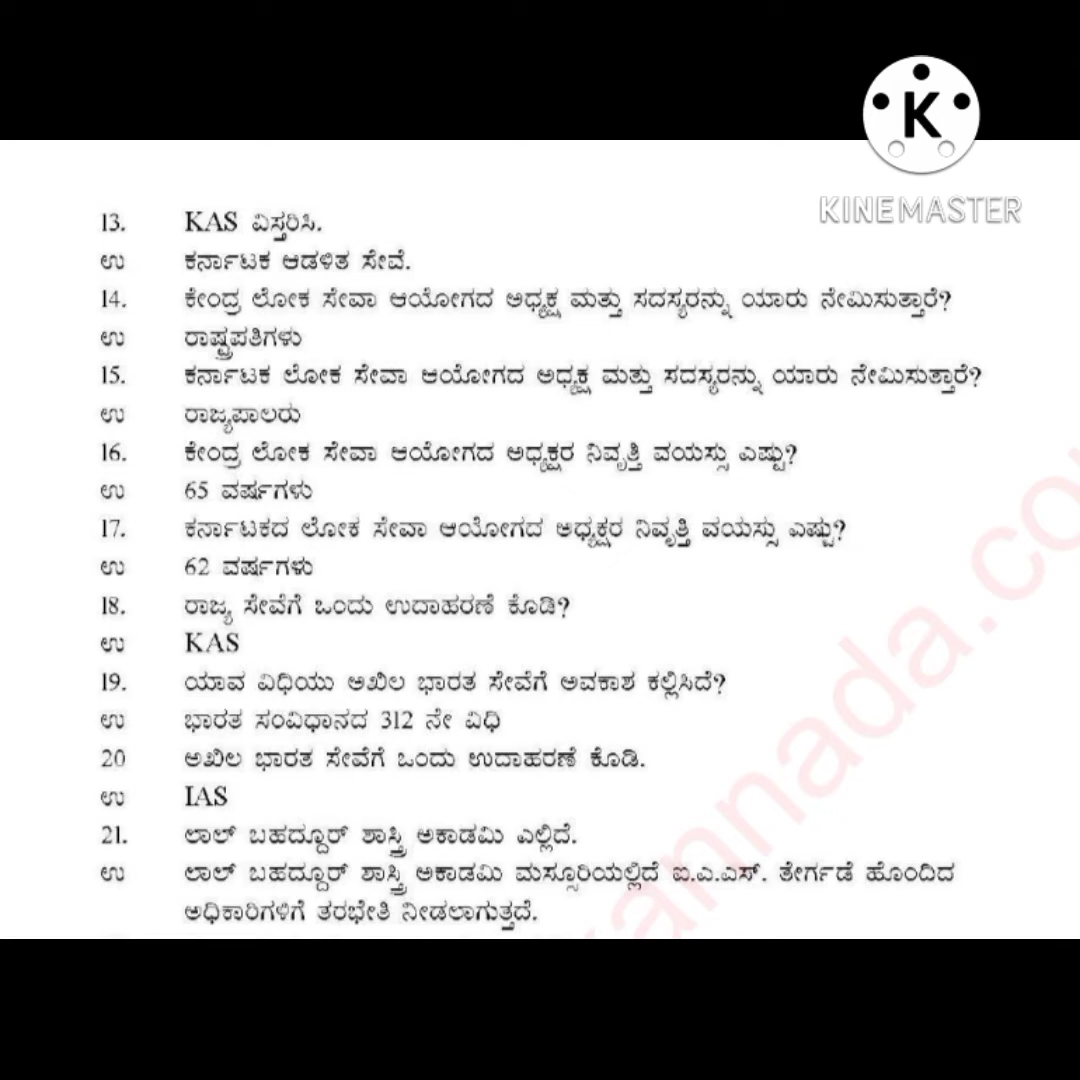 K
KINEMASTER
13. KAS ವಿಸ್ತರಿಸಿ.
ಉ ಕರ್ನಾಟಕ ಆಡಳಿತ ಸೇವೆ.
14. ಕೇಂದ್ರ ಲೋಕ ಸೇವಾ ಆಯೋಗದ ಅಧ್ಯಕ್ಷ ಮತ್ತು ಸದಸ್ಯರನ್ನು ಯಾರು ನೇಮಿಸುತ್ತಾರೆ?
ಉ ರಾಷ್ಟ್ರಪತಿಗಳು
15. ಕರ್ನಾಟಕ ಲೋಕ ಸೇವಾ ಆಯೋಗದ ಅಧ್ಯಕ್ಷ ಮತ್ತು ಸದಸ್ಯರನ್ನು ಯಾರು ನೇಮಿಸುತ್ತಾರೆ?
ಉ ರಾಜ್ಯಪಾಲರು
16. ಕೇಂದ್ರ ಲೋಕ ಸೇವಾ ಆಯೋಗದ ಅಧ್ಯಕ್ಷರ ನಿವೃತ್ತಿ ವಯಸ್ಸು ಎಷ್ಟು?
ಉ 65 ವರ್ಷಗಳು
17. ಕರ್ನಾಟಕದ ಲೋಕ ಸೇವಾ ಆಯೋಗದ ಅಧ್ಯಕ್ಷರ ನಿವೃತ್ತಿ ವಯಸ್ಸು ಎಷ್ಟು?
ಉ 62 ವರ್ಷಗಳು
18. ರಾಜ್ಯ ಸೇವೆಗೆ ಒಂದು ಉದಾಹರಣೆ ಕೊಡಿ?
ಉ KAS
19. ಯಾವ ವಿಧಿಯು ಅಖಿಲ ಭಾರತ ಸೇವೆಗೆ ಅವಕಾಶ ಕಲ್ಪಿಸಿದೆ?
ಉ ಭಾರತ ಸಂವಿಧಾನದ 312 ನೇ ವಿಧಿ
20 ಅಖಿಲ ಭಾರತ ಸೇವೆಗೆ ಒಂದು ಉದಾಹರಣೆ ಕೊಡಿ.
ಉ IAS
21. ಲಾಲ್ ಬಹದ್ದೂರ್ ಶಾಸ್ತ್ರಿ ಅಕಾಡಮಿ ಎಲ್ಲಿದೆ.
ಉ ಲಾಲ್ ಬಹದ್ದೂರ್ ಶಾಸ್ತ್ರಿ ಅಕಾಡಮಿ ಮಸ್ಸೂರಿಯಲ್ಲಿದೆ ಐ.ಎ.ಎಸ್. ತೇರ್ಗಡೆ ಹೊಂದಿದ
ಅಧಿಕಾರಿಗಳಿಗೆ ತರಭೇತಿ ನೀಡಲಾಗುತ್ತದೆ.